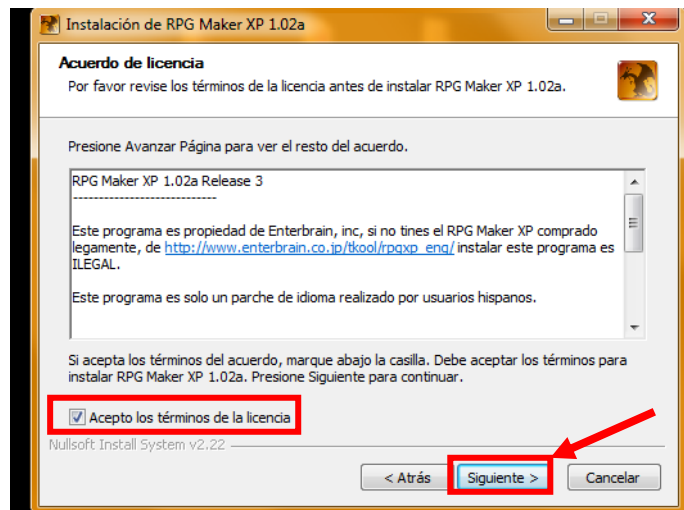 Instalación de RPG Maker XP 1.02a
Acuerdo de licencia
Por favor revise los términos de la licencia antes de instalar RPG Maker XP 1.02a.
Presione Avanzar Página para ver el resto del acuerdo.
RPG Maker XP 1.02a Release 3
----------------------------
Este programa es propiedad de Enterbrain, inc, si no tines el RPG Maker XP comprado
legamente, de http://www.enterbrain.co.jp/tkool/rpgxp_eng/ instalar este programa es
ILEGAL.
Este programa es solo un parche de idioma realizado por usuarios hispanos.
Si acepta los términos del acuerdo, marque abajo la casilla. Debe aceptar los términos para
instalar RPG Maker XP 1.02a. Presione Siguiente para continuar.
Acepto los términos de la licencia
Nullsoft Install System v2.22
< Atrás Siguiente > Cancelar